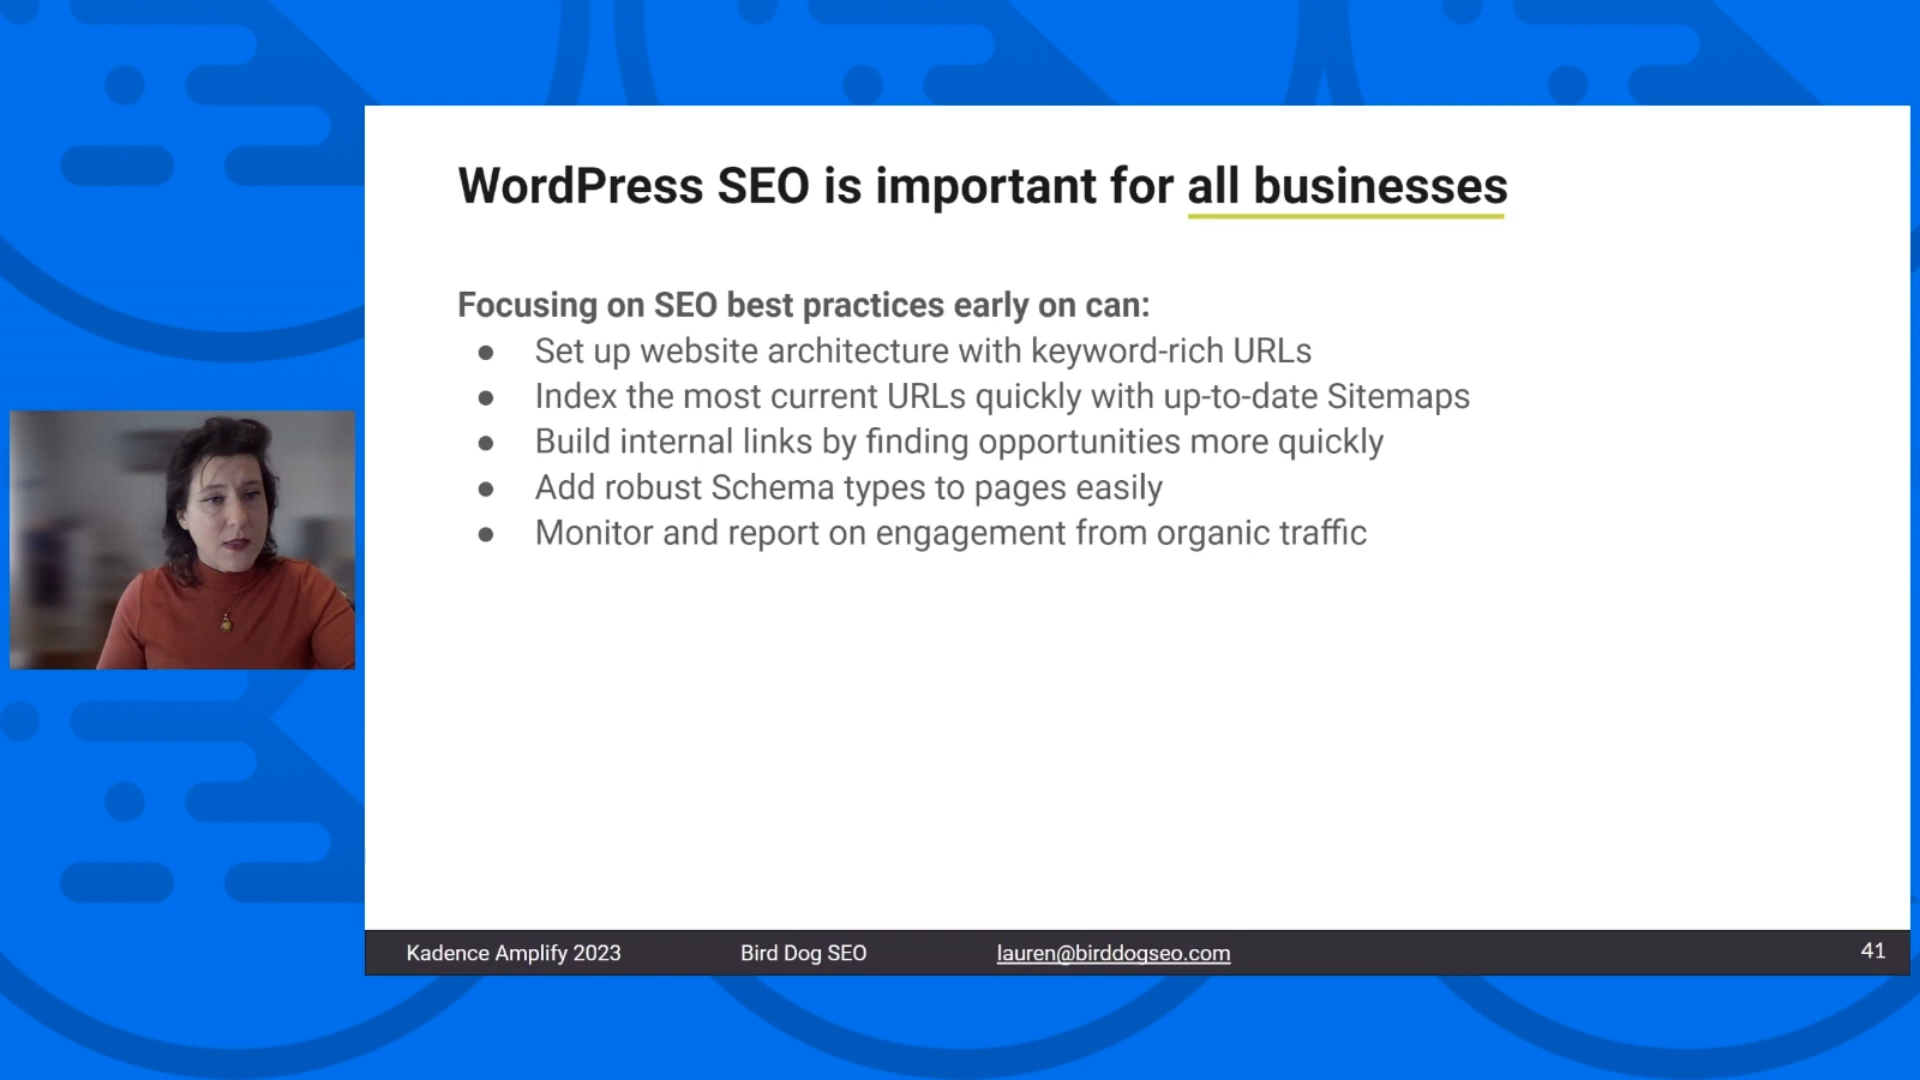 WordPress SEO is important for all businesses
Focusing on SEO best practices early on can:
● Set up website architecture with keyword-rich URLs
● Index the most current URLs quickly with up-to-date Sitemaps
● Build internal links by finding opportunities more quickly
● Add robust Schema types to pages easily
● Monitor and report on engagement from organic traffic
Kadence Amplify 2023 Bird Dog SEO lauren@birddogseo.com 41